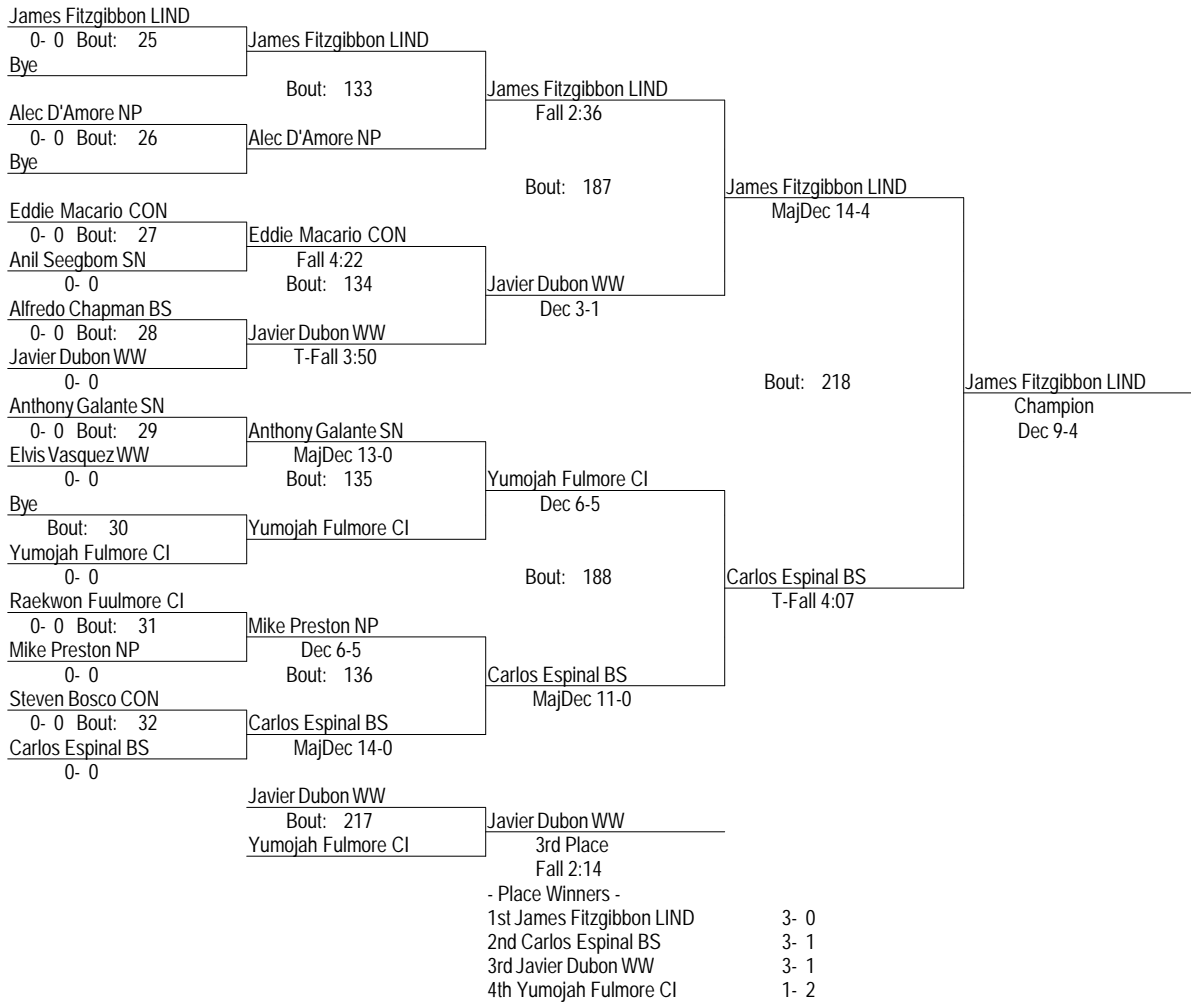 James Fitzgibbon LIND
0- 0 Bout: 25
James Fitzgibbon LIND
Bye
Bout: 133
James Fitzgibbon LIND
Alec D'Amore NP
Fall 2:36
0- 0 Bout: 26
Alec D'Amore NP
Bye
Bout: 187
James Fitzgibbon LIND
Eddie Macario CON
MajDec 14-4
0- 0 Bout: 27
Eddie Macario CON
Anil Seegbom SN
Fall 4:22
0- 0
Bout: 134
Javier Dubon WW
Alfredo Chapman BS
Dec 3-1
0- 0 Bout: 28
Javier Dubon WW
Javier Dubon WW
T-Fall 3:50
0- 0
Bout: 218
James Fitzgibbon LIND
Anthony Galante SN
Champion
0- 0 Bout: 29
Anthony Galante SN
Dec 9-4
Elvis Vasquez WW
MajDec 13-0
0- 0
Bout: 135
Yumojah Fulmore CI
Bye
Dec 6-5
Bout: 30
Yumojah Fulmore CI
Yumojah Fulmore CI
0- 0
Bout: 188
Carlos Espinal BS
Raekwon Fuulmore CI
T-Fall 4:07
0- 0 Bout: 31
Mike Preston NP
Mike Preston NP
Dec 6-5
0- 0
Bout: 136
Carlos Espinal BS
Steven Bosco CON
MajDec 11-0
0- 0 Bout: 32
Carlos Espinal BS
Carlos Espinal BS
MajDec 14-0
0- 0
Javier Dubon WW
Bout: 217
Javier Dubon WW
Yumojah Fulmore CI
3rd Place
Fall 2:14
- Place Winners -
1st James Fitzgibbon LIND 3- 0
2nd Carlos Espinal BS 3- 1
3rd Javier Dubon WW 3- 1
4th Yumojah Fulmore CI 1- 2